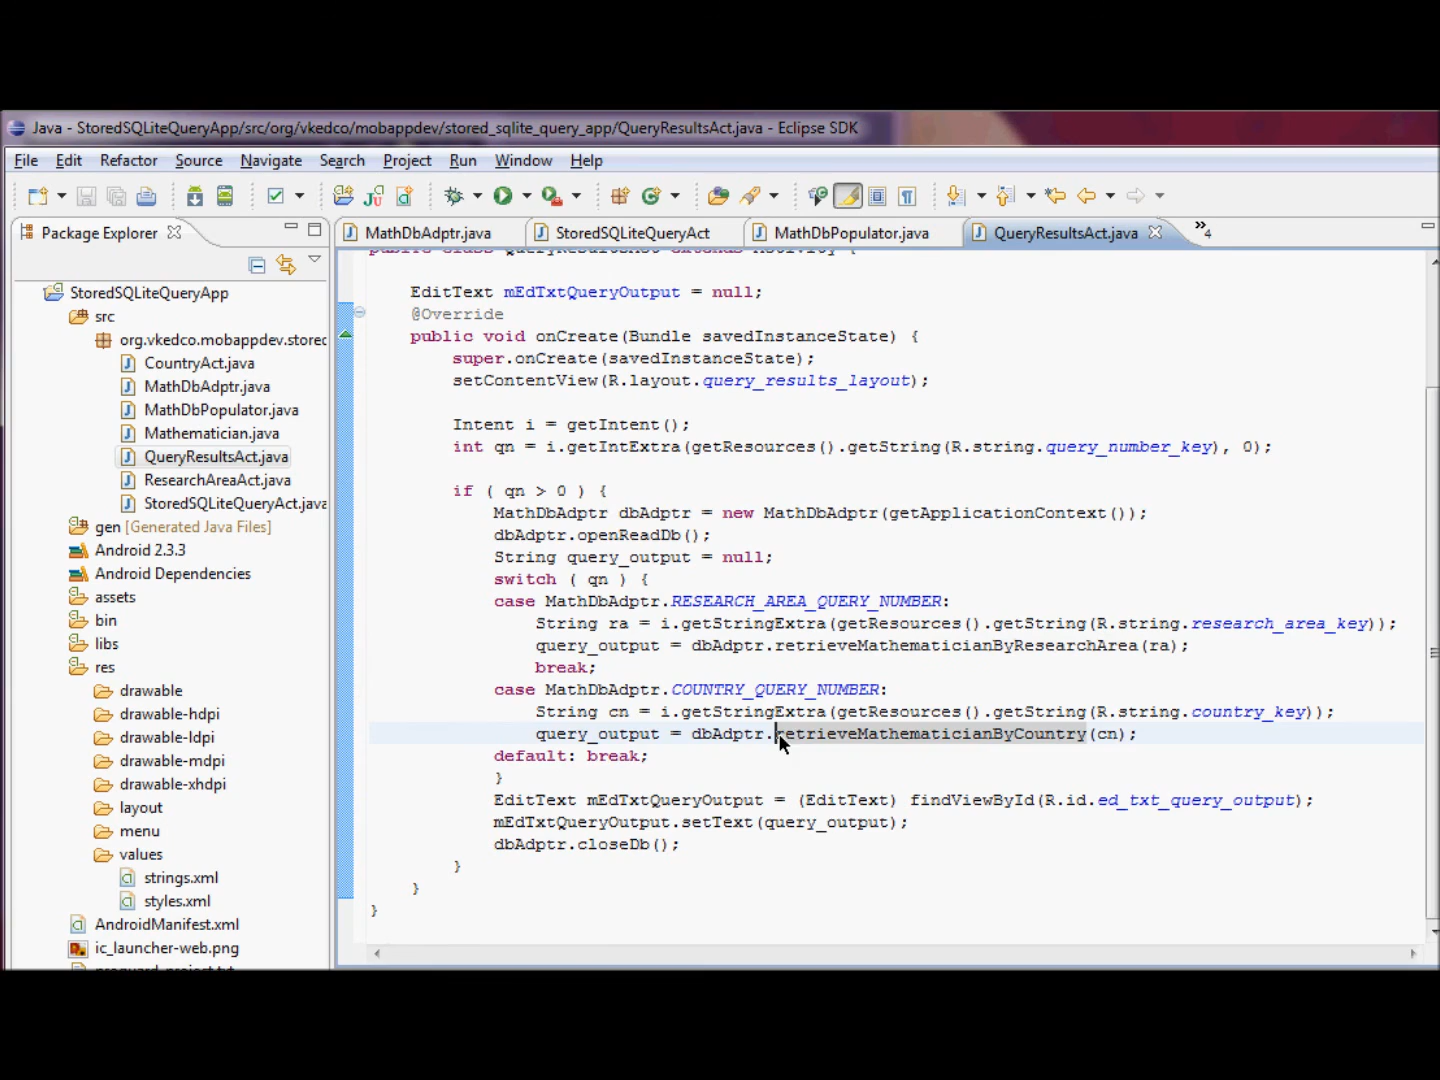 Java - StoredSQLiteQueryApp/src/org/vkedco/mobappdev/stored_sqlite_query_app/QueryResultsAct.java - Eclipse SDK
File Edit Refactor Source Navigate Search Project Run Window Help
Package Explorer
MathDbAdptr.java StoredSQLiteQueryAct MathDbPopulator.java QueryResultsAct.java »4
StoredSQLiteQueryApp
src
org.vkedco.mobappdev.storec
CountryAct.java
MathDbAdptr.java
MathDbPopulator.java
Mathematician.java
QueryResultsAct.java
ResearchAreaAct.java
StoredSQLiteQueryAct.java
gen [Generated Java Files]
Android 2.3.3
Android Dependencies
assets
bin
libs
res
drawable
drawable-hdpi
drawable-ldpi
drawable-mdpi
drawable-xhdpi
layout
menu
values
strings.xml
styles.xml
AndroidManifest.xml
ic_launcher-web.png
public class QueryResultsAct extends Activity {
EditText mEdTxtQueryOutput = null;
@Override
public void onCreate(Bundle savedInstanceState) {
super.onCreate(savedInstanceState);
setContentView(R.layout.query_results_layout);
Intent i = getIntent();
int qn = i.getIntExtra(getResources().getString(R.string.query_number_key), 0);
if ( qn > 0 ) {
MathDbAdptr dbAdptr = new MathDbAdptr(getApplicationContext());
dbAdptr.openReadDb();
String query_output = null;
switch ( qn ) {
case MathDbAdptr.RESEARCH_AREA_QUERY_NUMBER:
String ra = i.getStringExtra(getResources().getString(R.string.research_area_key));
query_output = dbAdptr.retrieveMathematicianByResearchArea(ra);
break;
case MathDbAdptr.COUNTRY_QUERY_NUMBER:
String cn = i.getStringExtra(getResources().getString(R.string.country_key));
query_output = dbAdptr.retrieveMathematicianByCountry(cn);
default: break;
}
EditText mEdTxtQueryOutput = (EditText) findViewById(R.id.ed_txt_query_output);
mEdTxtQueryOutput.setText(query_output);
dbAdptr.closeDb();
}
}
}